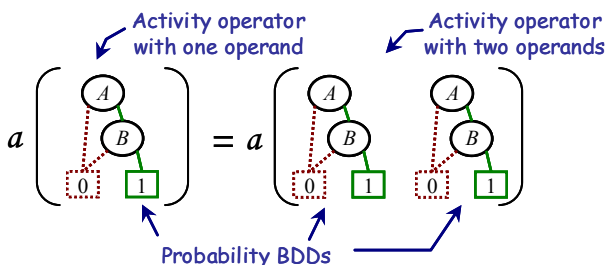 Activity operator
with one operand
Activity operator
with two operands
a ( A B 0 1 ) = a ( A B 0 1 A B 0 1 )
Probability BDDs